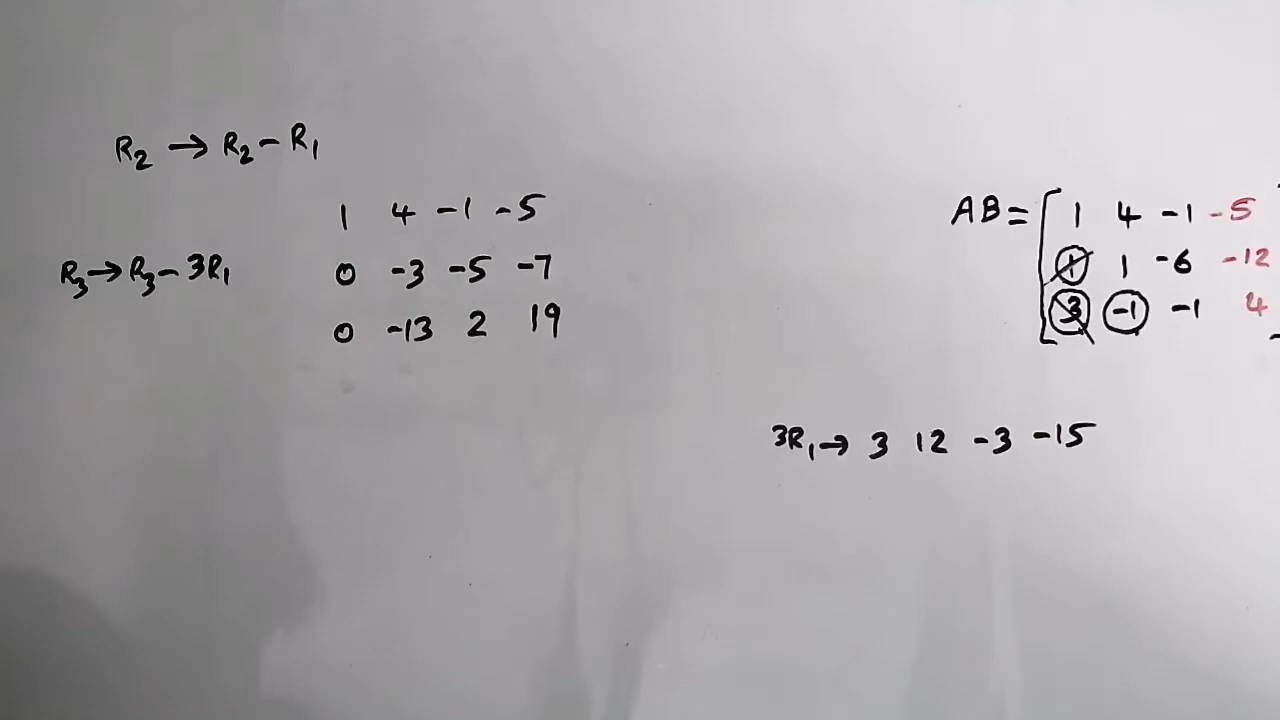 R2 → R2 - R1
1 4 -1 -5
R3 → R3 - 3R1 0 -3 -5 -7
0 -13 2 19
AB = [ 1 4 -1 -5
1 1 -6 -12
3 -1 -1 4
3R1 → 3 12 -3 -15